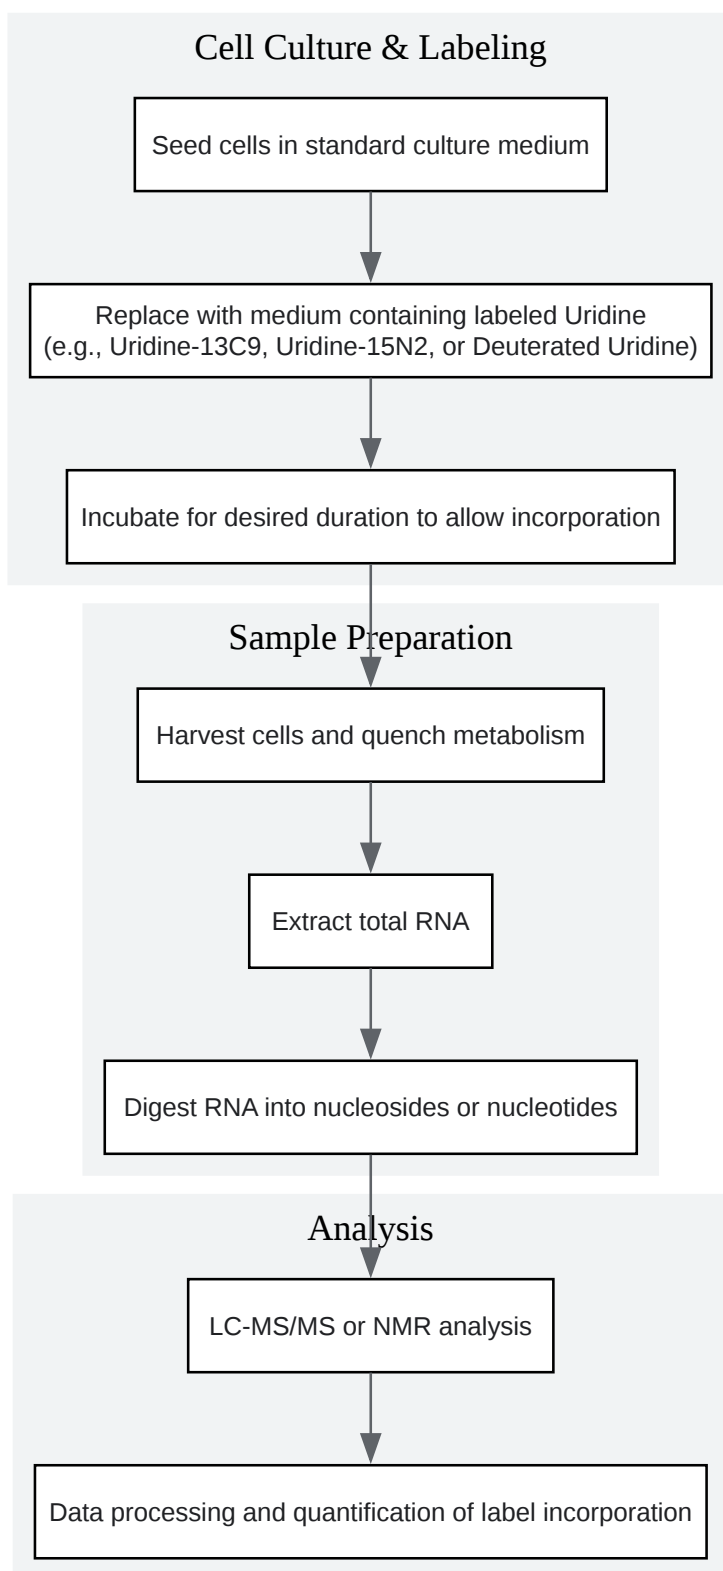 Cell Culture & Labeling
Seed cells in standard culture medium
Replace with medium containing labeled Uridine
(e.g., Uridine-13C9, Uridine-15N2, or Deuterated Uridine)
Incubate for desired duration to allow incorporation
Sample Preparation
Harvest cells and quench metabolism
Extract total RNA
Digest RNA into nucleosides or nucleotides
Analysis
LC-MS/MS or NMR analysis
Data processing and quantification of label incorporation